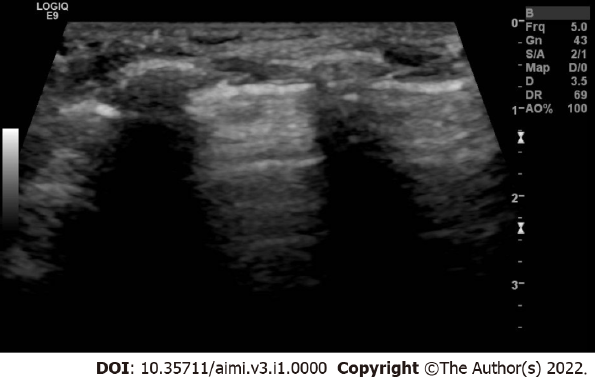 LOGIQ
E9
B
Frq 5.0
Gn 43
S/A 2/1
Map D/0
D 3.5
DR 69
AO% 100
0
1
2
3
DOI: 10.35711/aimi.v3.i1.0000 Copyright ©The Author(s) 2022.